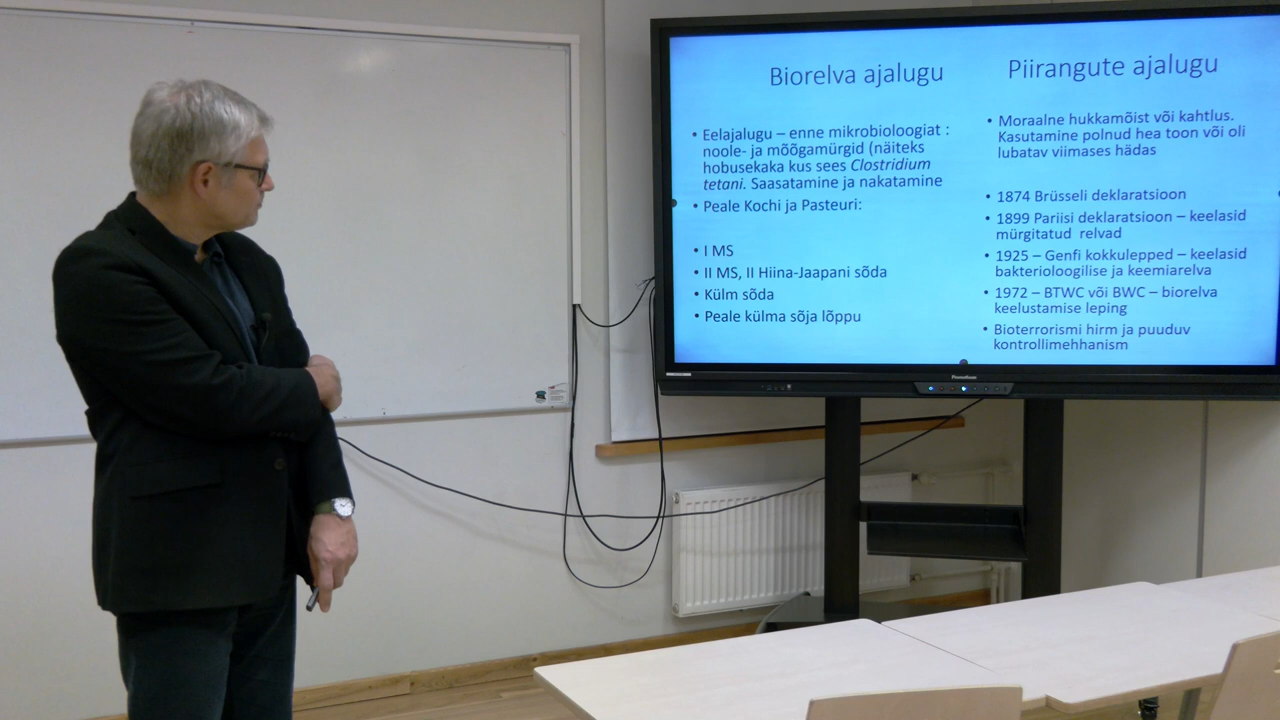 Biorelva ajalugu
• Eelajalugu – enne mikrobioloogiat :
noole- ja mõõgamürgid (näiteks
hobusekaka kus sees Clostridium
tetani. Saasatamine ja nakatamine
• Peale Kochi ja Pasteuri:
• I MS
• II MS, II Hiina-Jaapani sõda
• Külm sõda
• Peale külma sõja lõppu
Piirangute ajalugu
• Moraalne hukkamõist või kahtlus.
Kasutamine polnud hea toon või oli
lubatav viimases hädas
• 1874 Brüsseli deklaratsioon
• 1899 Pariisi deklaratsioon – keelasid
mürgitatud relvad
• 1925 – Genfi kokkulepped – keelasid
bakterioloogilise ja keemiarelva
• 1972 – BTWC või BWC – biorelva
keelustamise leping
• Bioterrorismi hirm ja puuduv
kontrollimehhanism
Promethean